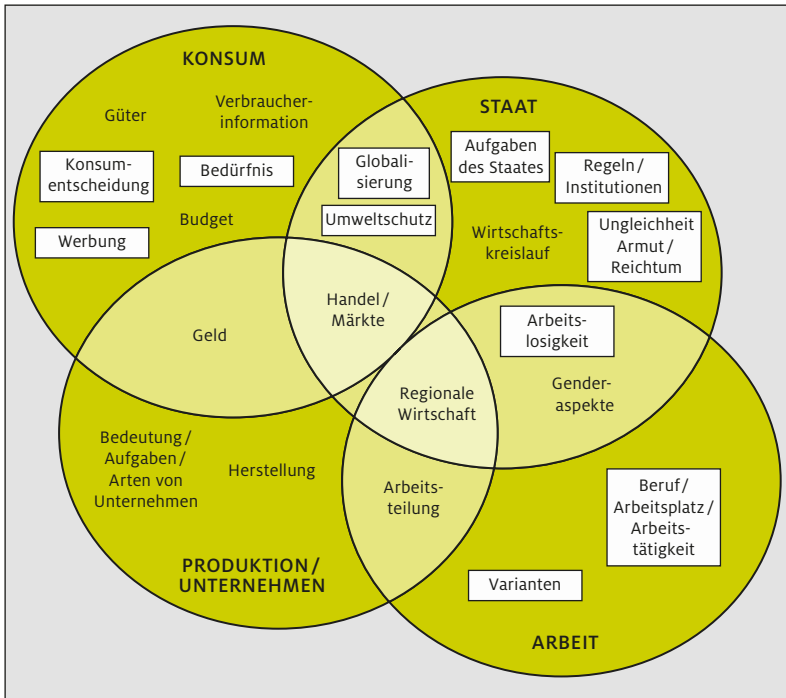 KONSUM
Güter
Verbraucher-
information
Konsum-
entscheidung
Bedürfnis
Budget
Werbung
Globali-
sierung
Umweltschutz
STAAT
Aufgaben
des Staates
Regeln/
Institutionen
Wirtschafts-
kreislauf
Ungleichheit
Armut/
Reichtum
Geld
Handel/
Märkte
Arbeits-
losigkeit
Gender-
aspekte
Regionale
Wirtschaft
Bedeutung/
Aufgaben/
Arten von
Unternehmen
Herstellung
Arbeits-
teilung
PRODUKTION/
UNTERNEHMEN
Beruf/
Arbeitsplatz/
Arbeits-
tätigkeit
Varianten
ARBEIT